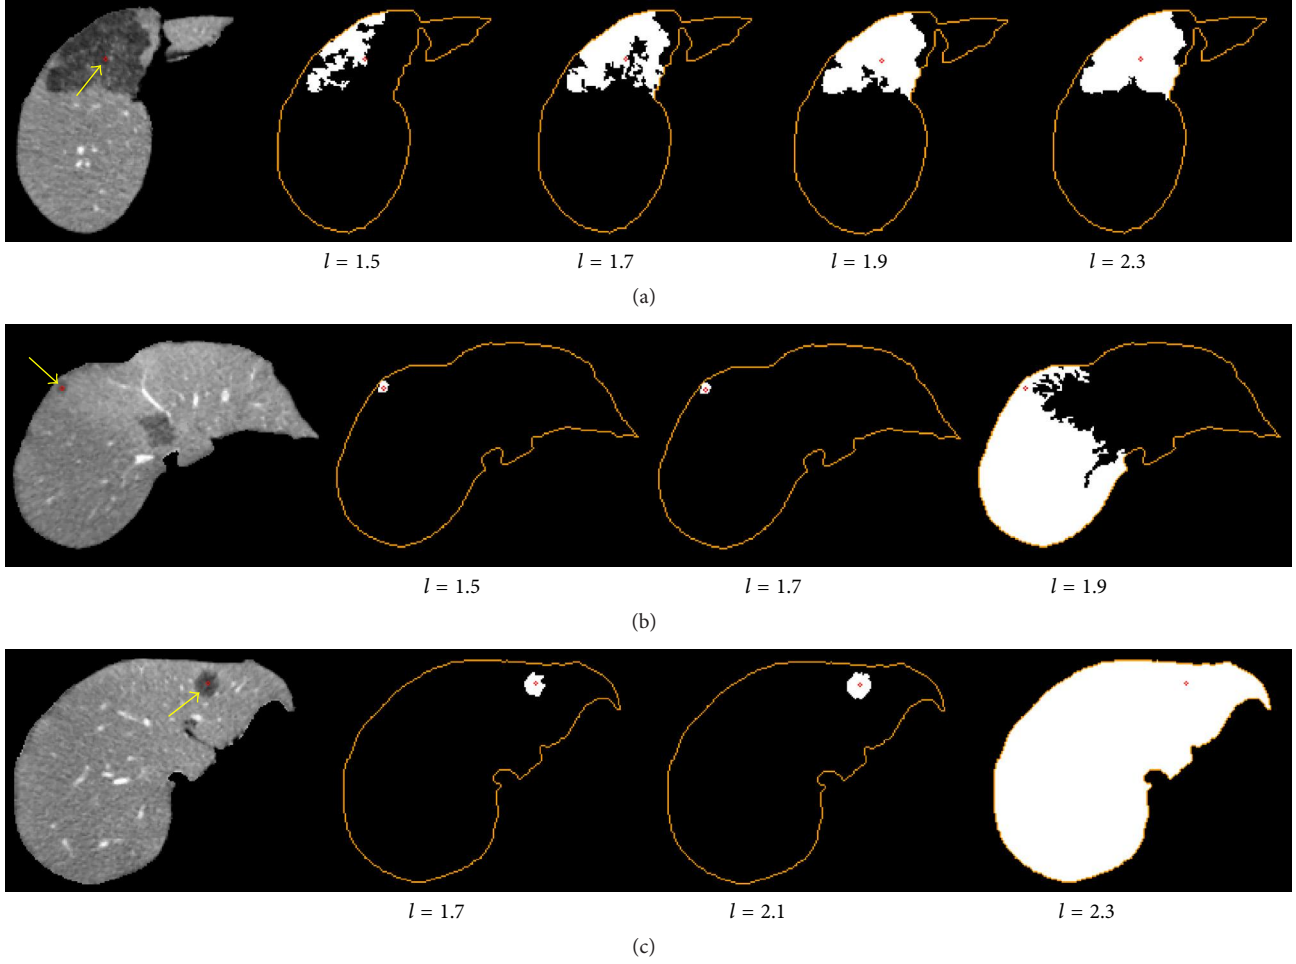 l = 1.5 l = 1.7 l = 1.9 l = 2.3
(a)
l = 1.5 l = 1.7 l = 1.9
(b)
l = 1.7 l = 2.1 l = 2.3
(c)